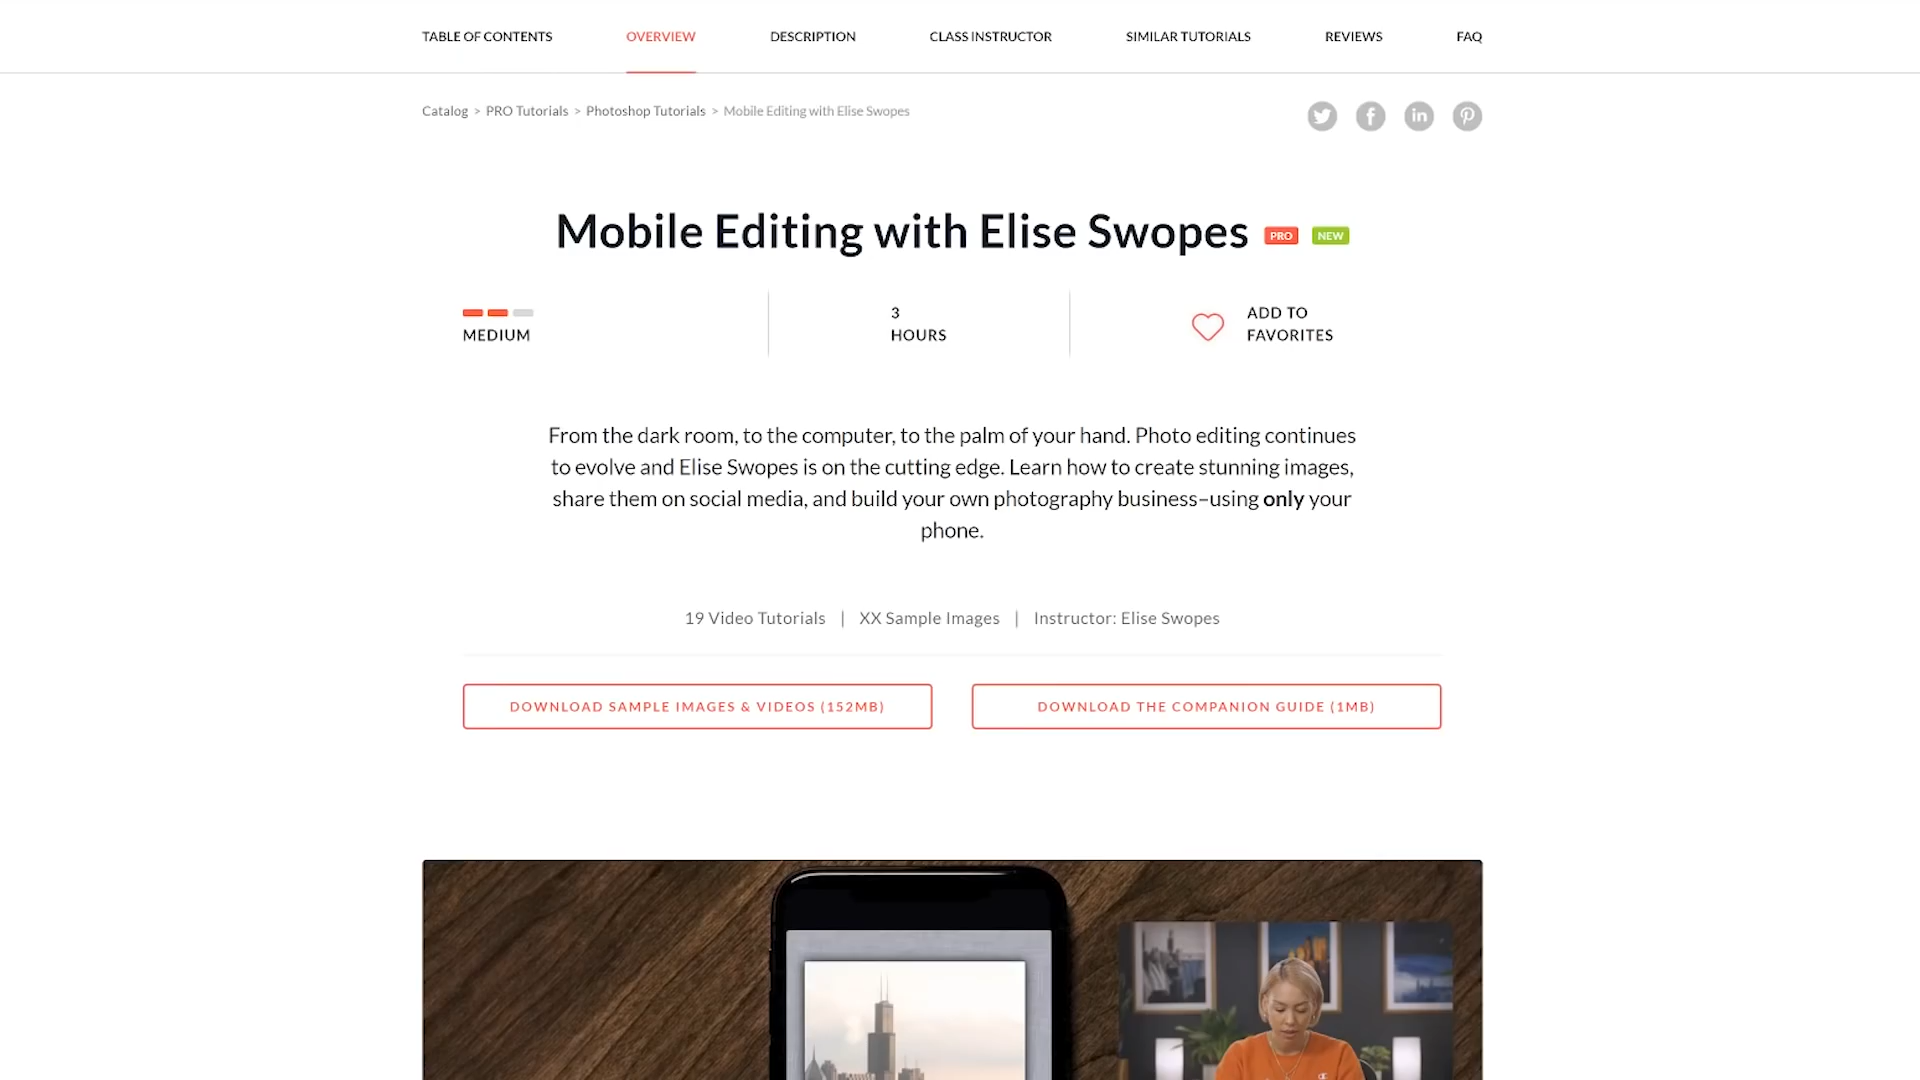 TABLE OF CONTENTS OVERVIEW DESCRIPTION CLASS INSTRUCTOR SIMILAR TUTORIALS REVIEWS FAQ
Catalog > PRO Tutorials > Photoshop Tutorials > Mobile Editing with Elise Swopes
Mobile Editing with Elise Swopes PRO NEW
MEDIUM
3
HOURS
ADD TO
FAVORITES
From the dark room, to the computer, to the palm of your hand. Photo editing continues
to evolve and Elise Swopes is on the cutting edge. Learn how to create stunning images,
share them on social media, and build your own photography business–using only your
phone.
19 Video Tutorials | XX Sample Images | Instructor: Elise Swopes
DOWNLOAD SAMPLE IMAGES & VIDEOS (152MB)
DOWNLOAD THE COMPANION GUIDE (1MB)